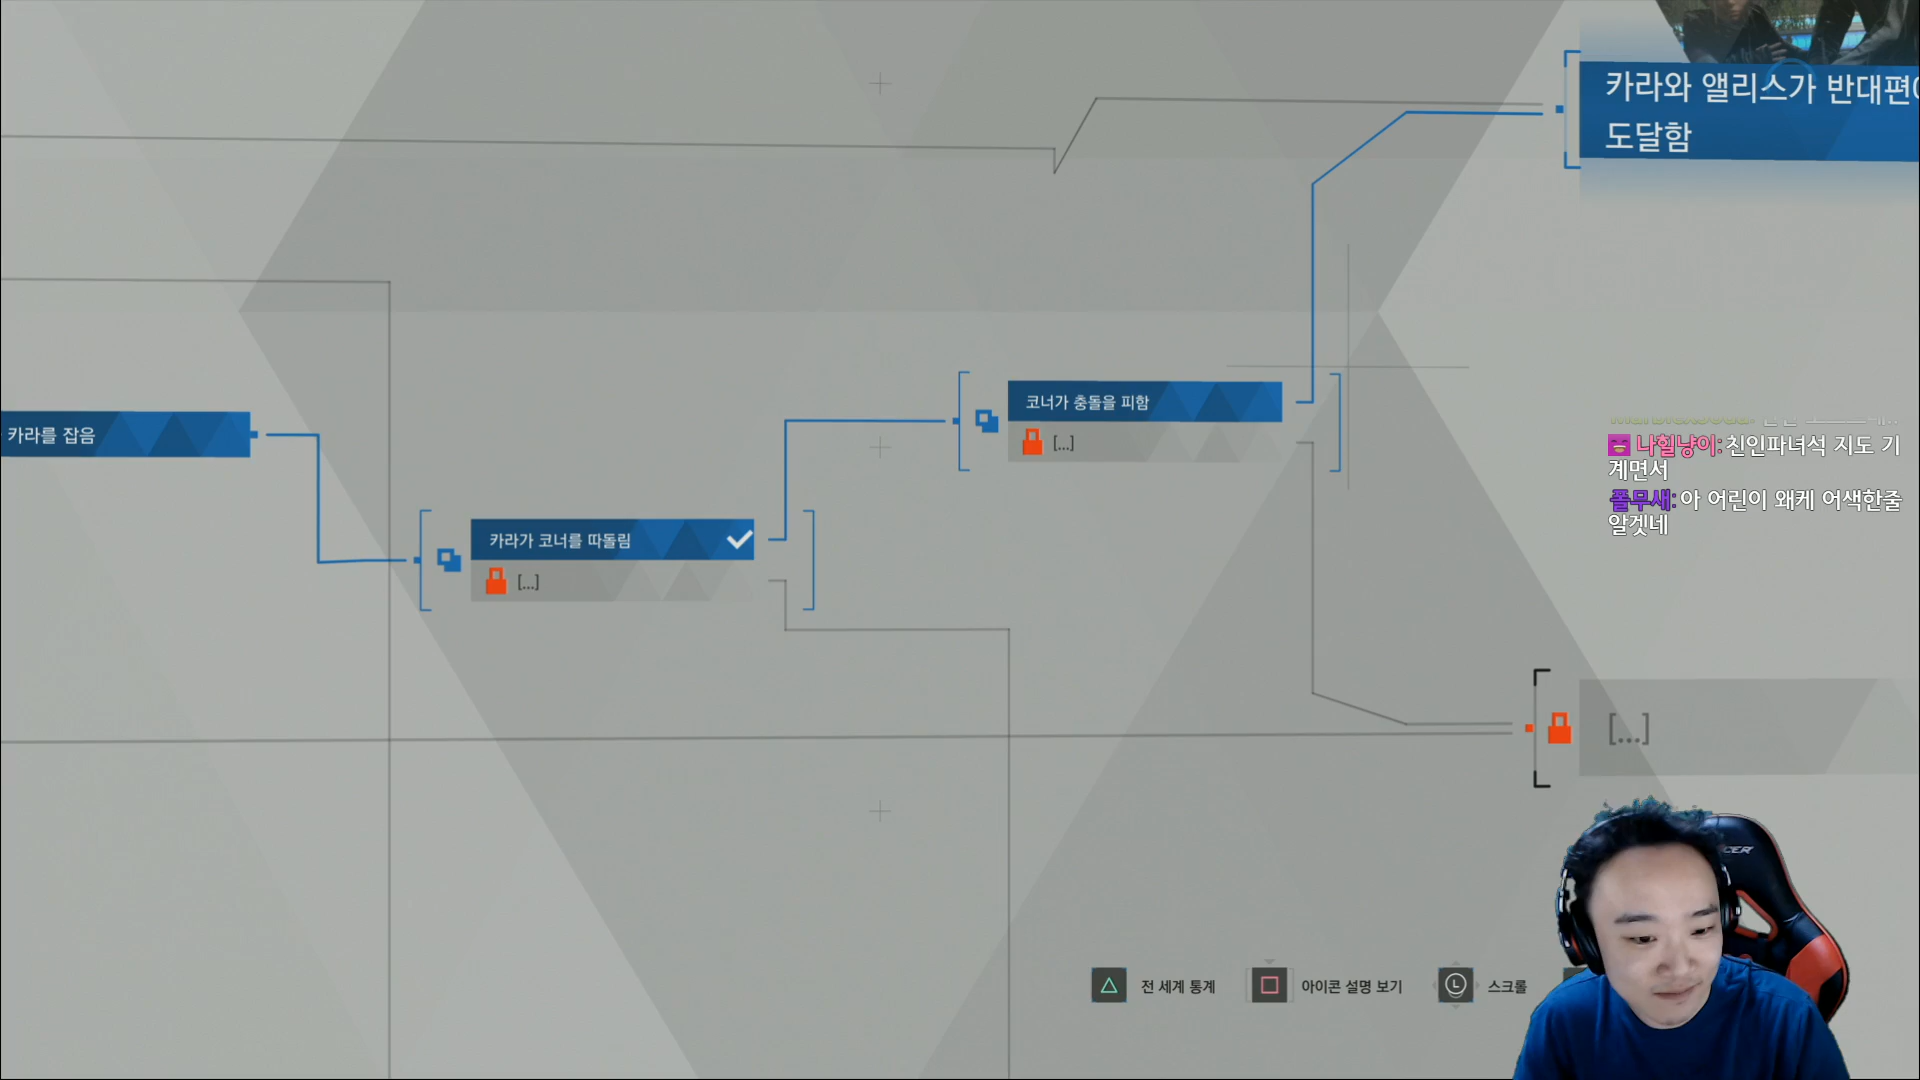 카라와 앨리스가 반대편
도달함
코너가 충돌을 피함
[...]
카라를 잡음
카라가 코너를 따돌림
[...]
나힐냥이: 친인파녀석 지도 기
계면서
풀무새: 아 어린이 왜케 어색한줄
알겟네
[...]
전 세계 통계
아이콘 설명 보기
L
스크롤